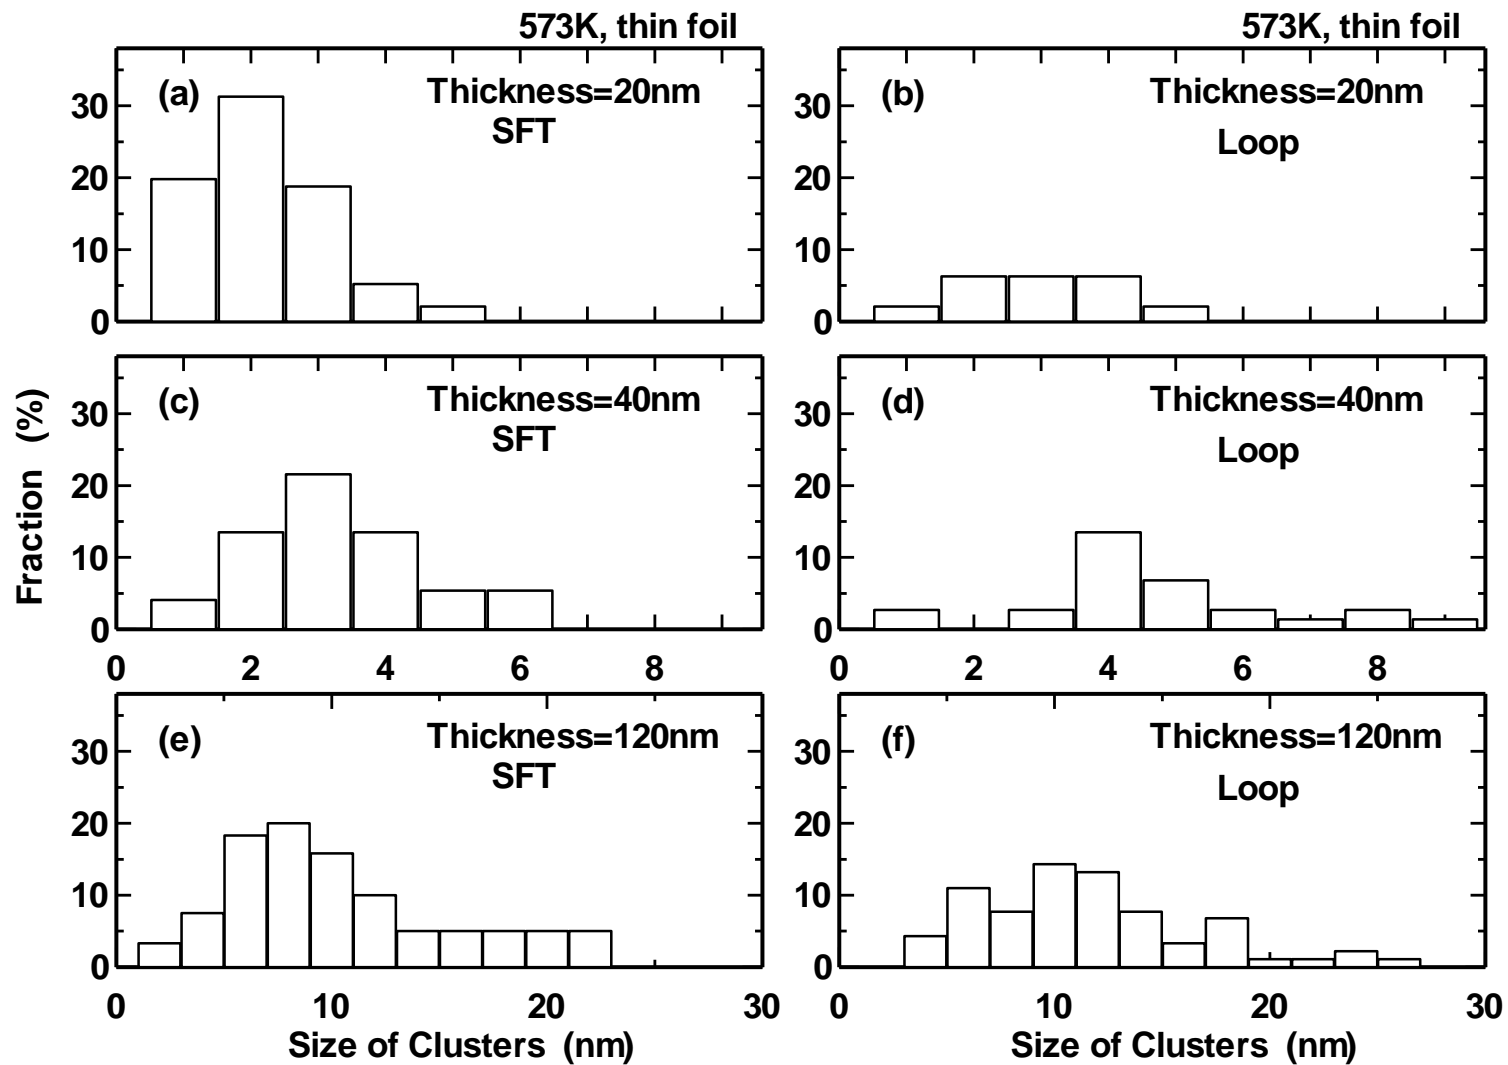 573K, thin foil
573K, thin foil
(a)
Thickness=20nm
SFT
30
20
10
0
(b)
Thickness=20nm
Loop
30
20
10
0
Fraction (%)
(c)
Thickness=40nm
SFT
30
20
10
0
0 2 4 6 8
(d)
Thickness=40nm
Loop
30
20
10
0
0 2 4 6 8
(e)
Thickness=120nm
SFT
30
20
10
0
0 10 20 30
Size of Clusters (nm)
(f)
Thickness=120nm
Loop
30
20
10
0
0 10 20 30
Size of Clusters (nm)